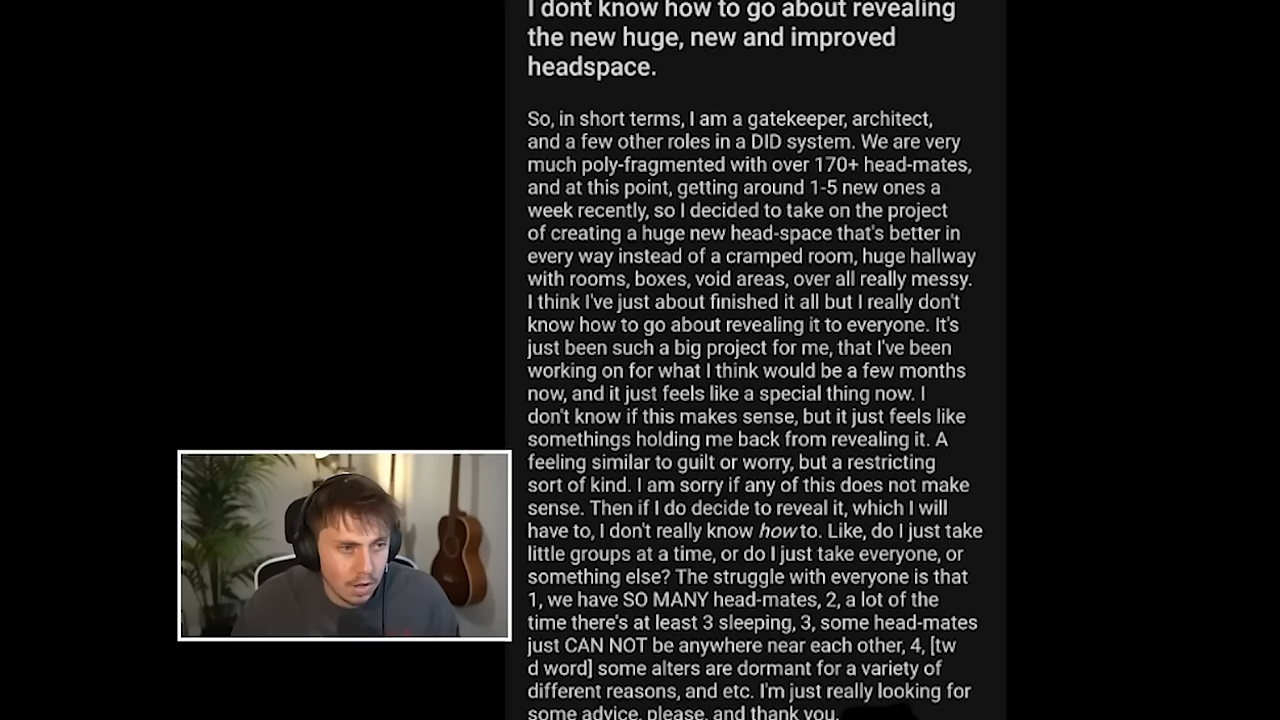 I dont know how to go about revealing
the new huge, new and improved
headspace.
So, in short terms, I am a gatekeeper, architect,
and a few other roles in a DID system. We are very
much poly-fragmented with over 170+ head-mates,
and at this point, getting around 1-5 new ones a
week recently, so I decided to take on the project
of creating a huge new head-space that's better in
every way instead of a cramped room, huge hallway
with rooms, boxes, void areas, over all really messy.
I think I've just about finished it all but I really don't
know how to go about revealing it to everyone. It's
just been such a big project for me, that I've been
working on for what I think would be a few months
now, and it just feels like a special thing now. I
don't know if this makes sense, but it just feels like
somethings holding me back from revealing it. A
feeling similar to guilt or worry, but a restricting
sort of kind. I am sorry if any of this does not make
sense. Then if I do decide to reveal it, which I will
have to, I don't really know how to. Like, do I just take
little groups at a time, or do I just take everyone, or
something else? The struggle with everyone is that
1, we have SO MANY head-mates, 2, a lot of the
time there's at least 3 sleeping, 3, some head-mates
just CAN NOT be anywhere near each other, 4, [tw
d word] some alters are dormant for a variety of
different reasons, and etc. I'm just really looking for
some advice, please, and thank you.